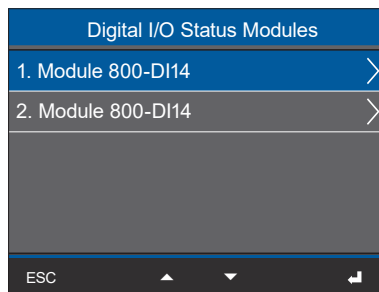 Digital I/O Status Modules
1. Module 800-DI14
2. Module 800-DI14
ESC